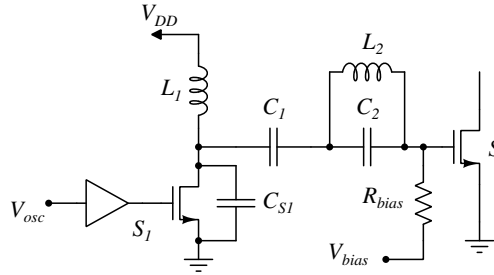 V_DD
L_2
L_1
C_1
C_2
S
R_bias
C_S1
V_osc
S_1
V_bias